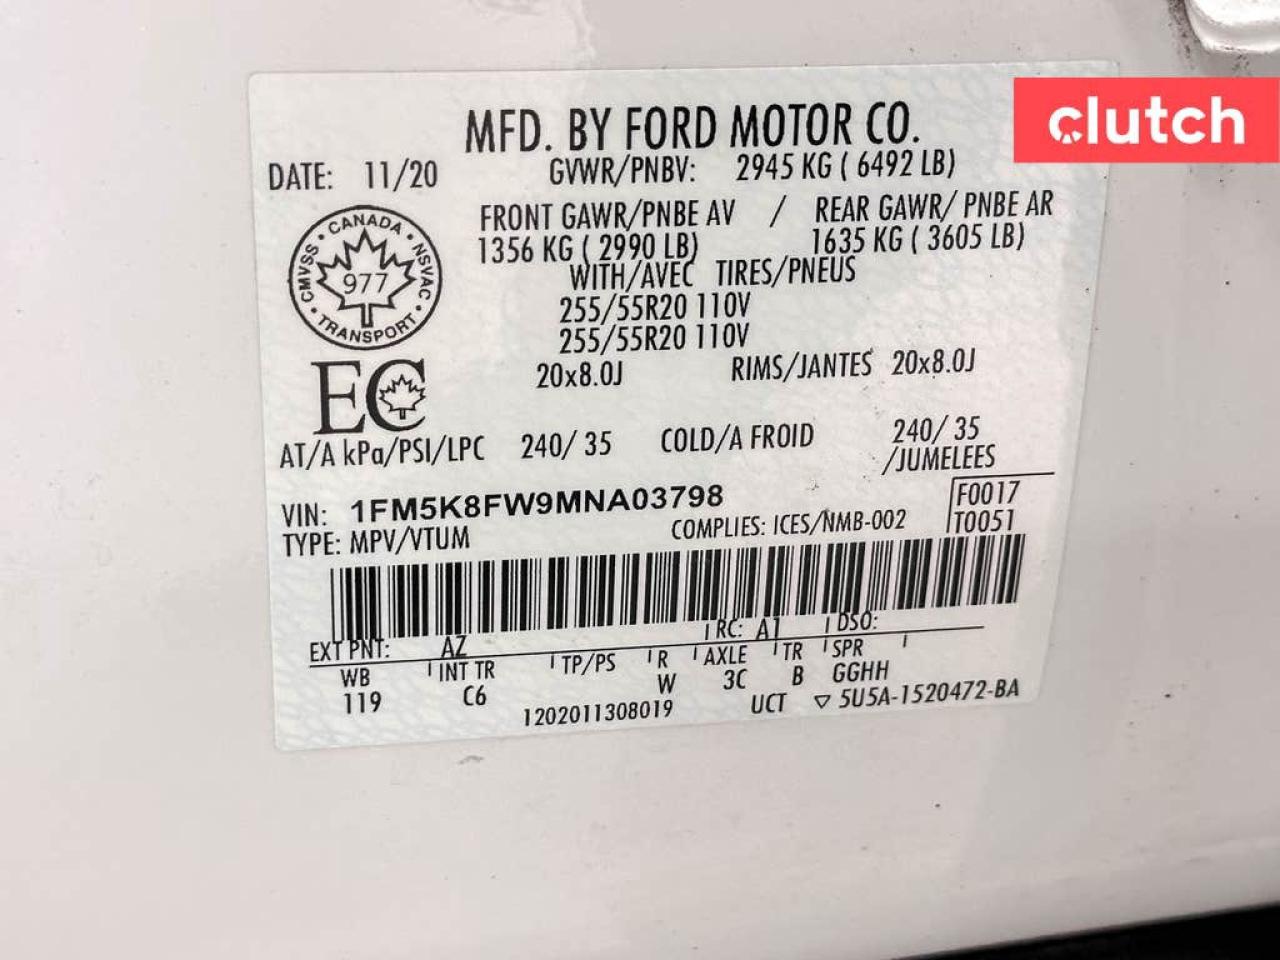 clutch
MFD. BY FORD MOTOR CO.
DATE: 11/20 GVWR/PNBV: 2945 KG ( 6492 LB)
FRONT GAWR/PNBE AV / REAR GAWR/ PNBE AR
1356 KG ( 2990 LB) 1635 KG ( 3605 LB)
WITH/AVEC TIRES/PNEUS
255/55R20 110V
255/55R20 110V
20x8.0J RIMS/JANTES 20x8.0J
CANADA
CMVSS NSVAC
977
TRANSPORT
EC
AT/A kPa/PSI/LPC 240/ 35 COLD/A FROID 240/ 35
/JUMELEES
VIN: 1FM5K8FW9MNA03798 F0017
TYPE: MPV/VTUM COMPLIES: ICES/NMB-002 T0051
EXT PNT: AZ RC: A1 DSO:
WB INT TR TP/PS R AXLE TR SPR
119 C6 W 3C B GGHH
1202011308019 UCT ▽ 5U5A-1520472-BA